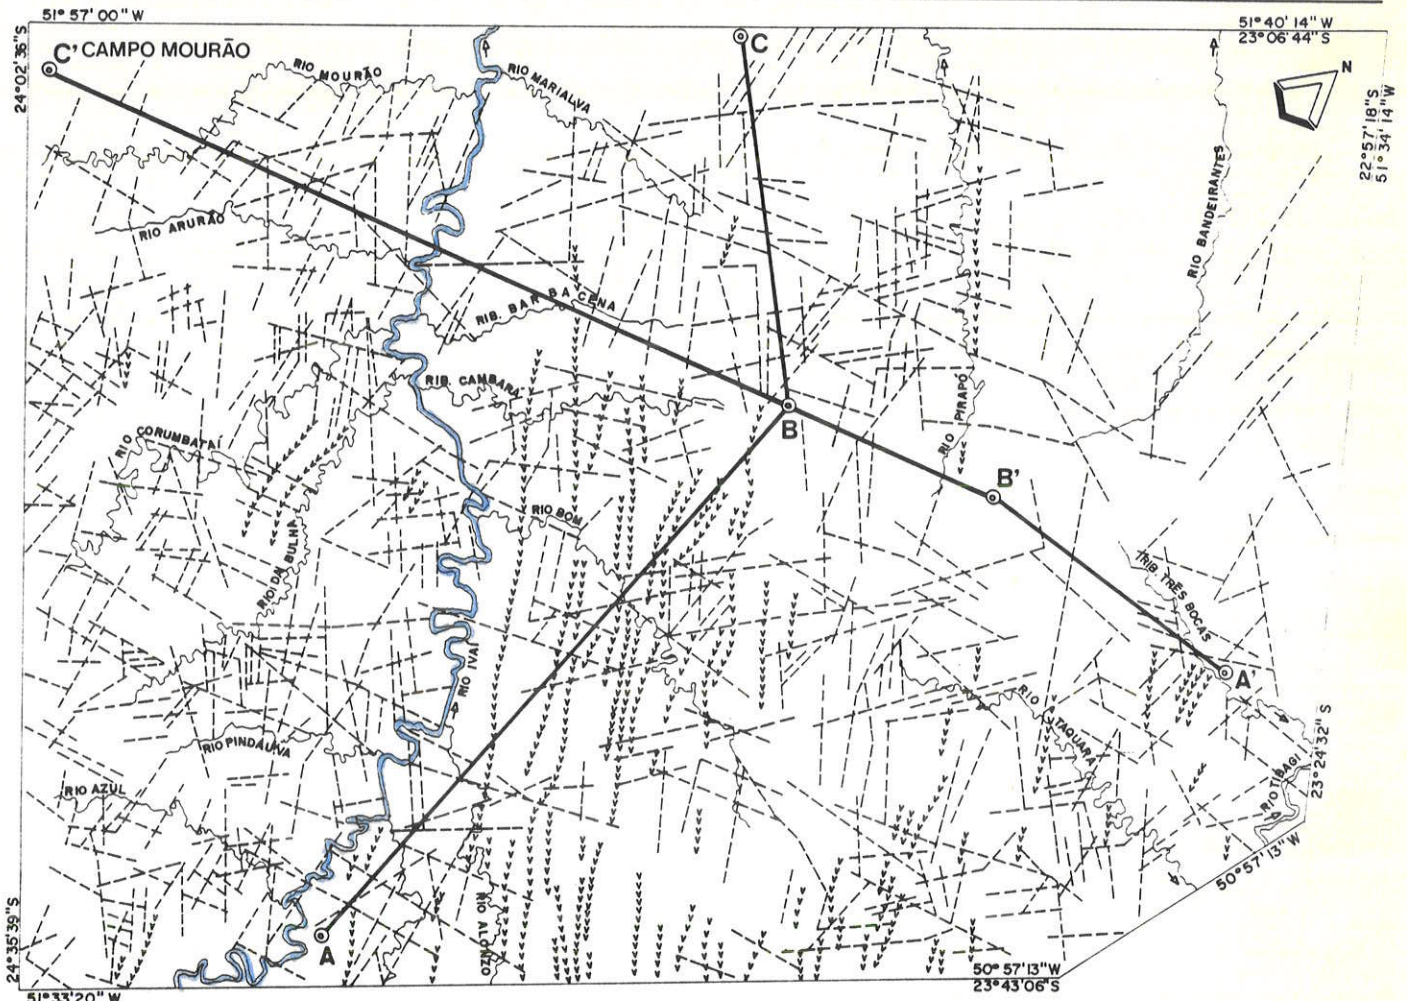 51° 57' 00" W
24° 02' 36" S
C' CAMPO MOURÃO
RIO MOURÃO
RIO MARIALVA
C
51° 40' 14" W
23° 06' 44" S
N
22° 57' 18" S
51° 34' 14" W
RIO ARURÃO
RIO BANDEIRANTES
RIB. BARBACENA
RIB. CAMBARÁ
RIO PIRAPÓ
B
RIO CORUMBATAÍ
B'
RIO BOM
RIO DA BULHA
RIB. TRÊS BOCAS
A'
RIO IVAÍ
RIO TAQUARA
RIO PINDAUVA
RIO AZUL
23° 24' 32" S
RIO TIBAGI
50° 57' 13" W
24° 35' 39" S
A
RIO ALONZO
50° 57' 13" W
23° 43' 06" S
51° 33' 20" W